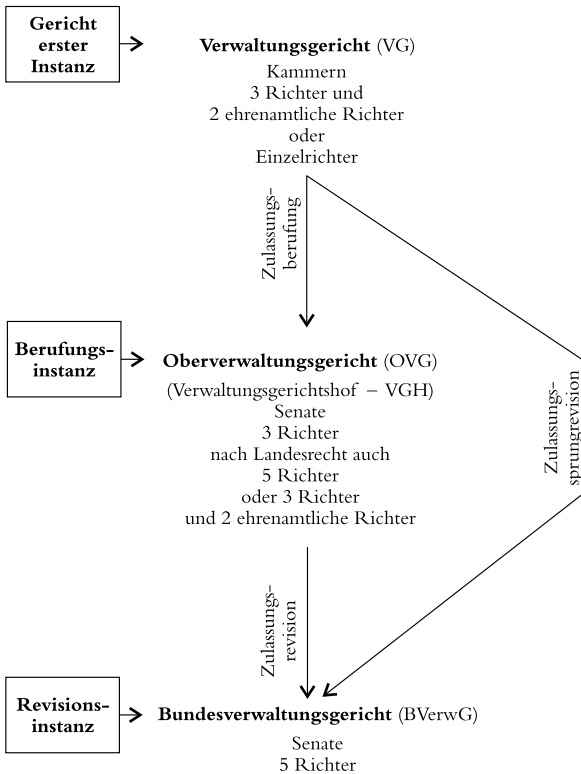 Gericht
erster
Instanz
Verwaltungsgericht (VG)
Kammern
3 Richter und
2 ehrenamtliche Richter
oder
Einzelrichter
Zulassungs-
berufung
Berufungs-
instanz
Oberverwaltungsgericht (OVG)
(Verwaltungsgerichtshof – VGH)
Senate
3 Richter
nach Landesrecht auch
5 Richter
oder 3 Richter
und 2 ehrenamtliche Richter
Zulassungs-
sprungrevision
Zulassungs-
revision
Revisions-
instanz
Bundesverwaltungsgericht (BVerwG)
Senate
5 Richter